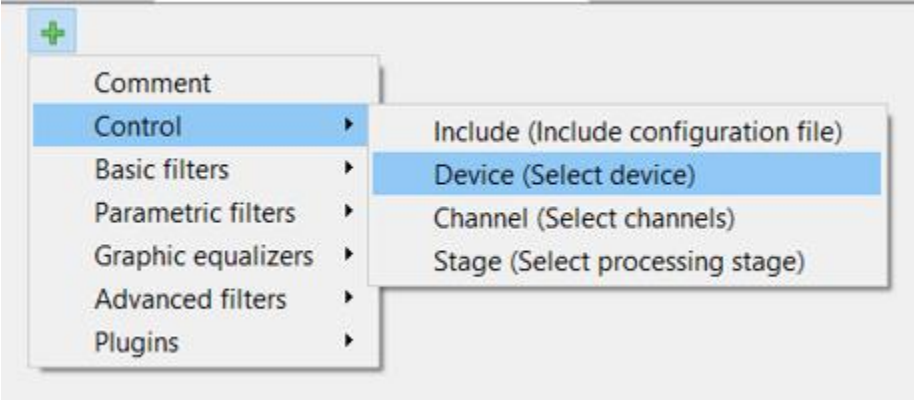 Comment
Control
Basic filters
Parametric filters
Graphic equalizers
Advanced filters
Plugins
Include (Include configuration file)
Device (Select device)
Channel (Select channels)
Stage (Select processing stage)